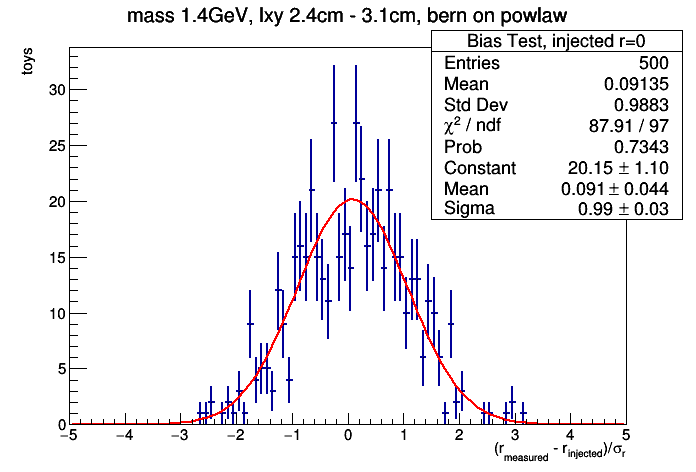 mass 1.4GeV, lxy 2.4cm - 3.1cm, bern on powlaw
toys
Bias Test, injected r=0
Entries 500
Mean 0.09135
Std Dev 0.9883
χ² / ndf 87.91 / 97
Prob 0.7343
Constant 20.15 ± 1.10
Mean 0.091 ± 0.044
Sigma 0.99 ± 0.03
30
25
20
15
10
5
0
−5 −4 −3 −2 −1 0 1 2 3 4 5
(r_measured - r_injected)/σ_r